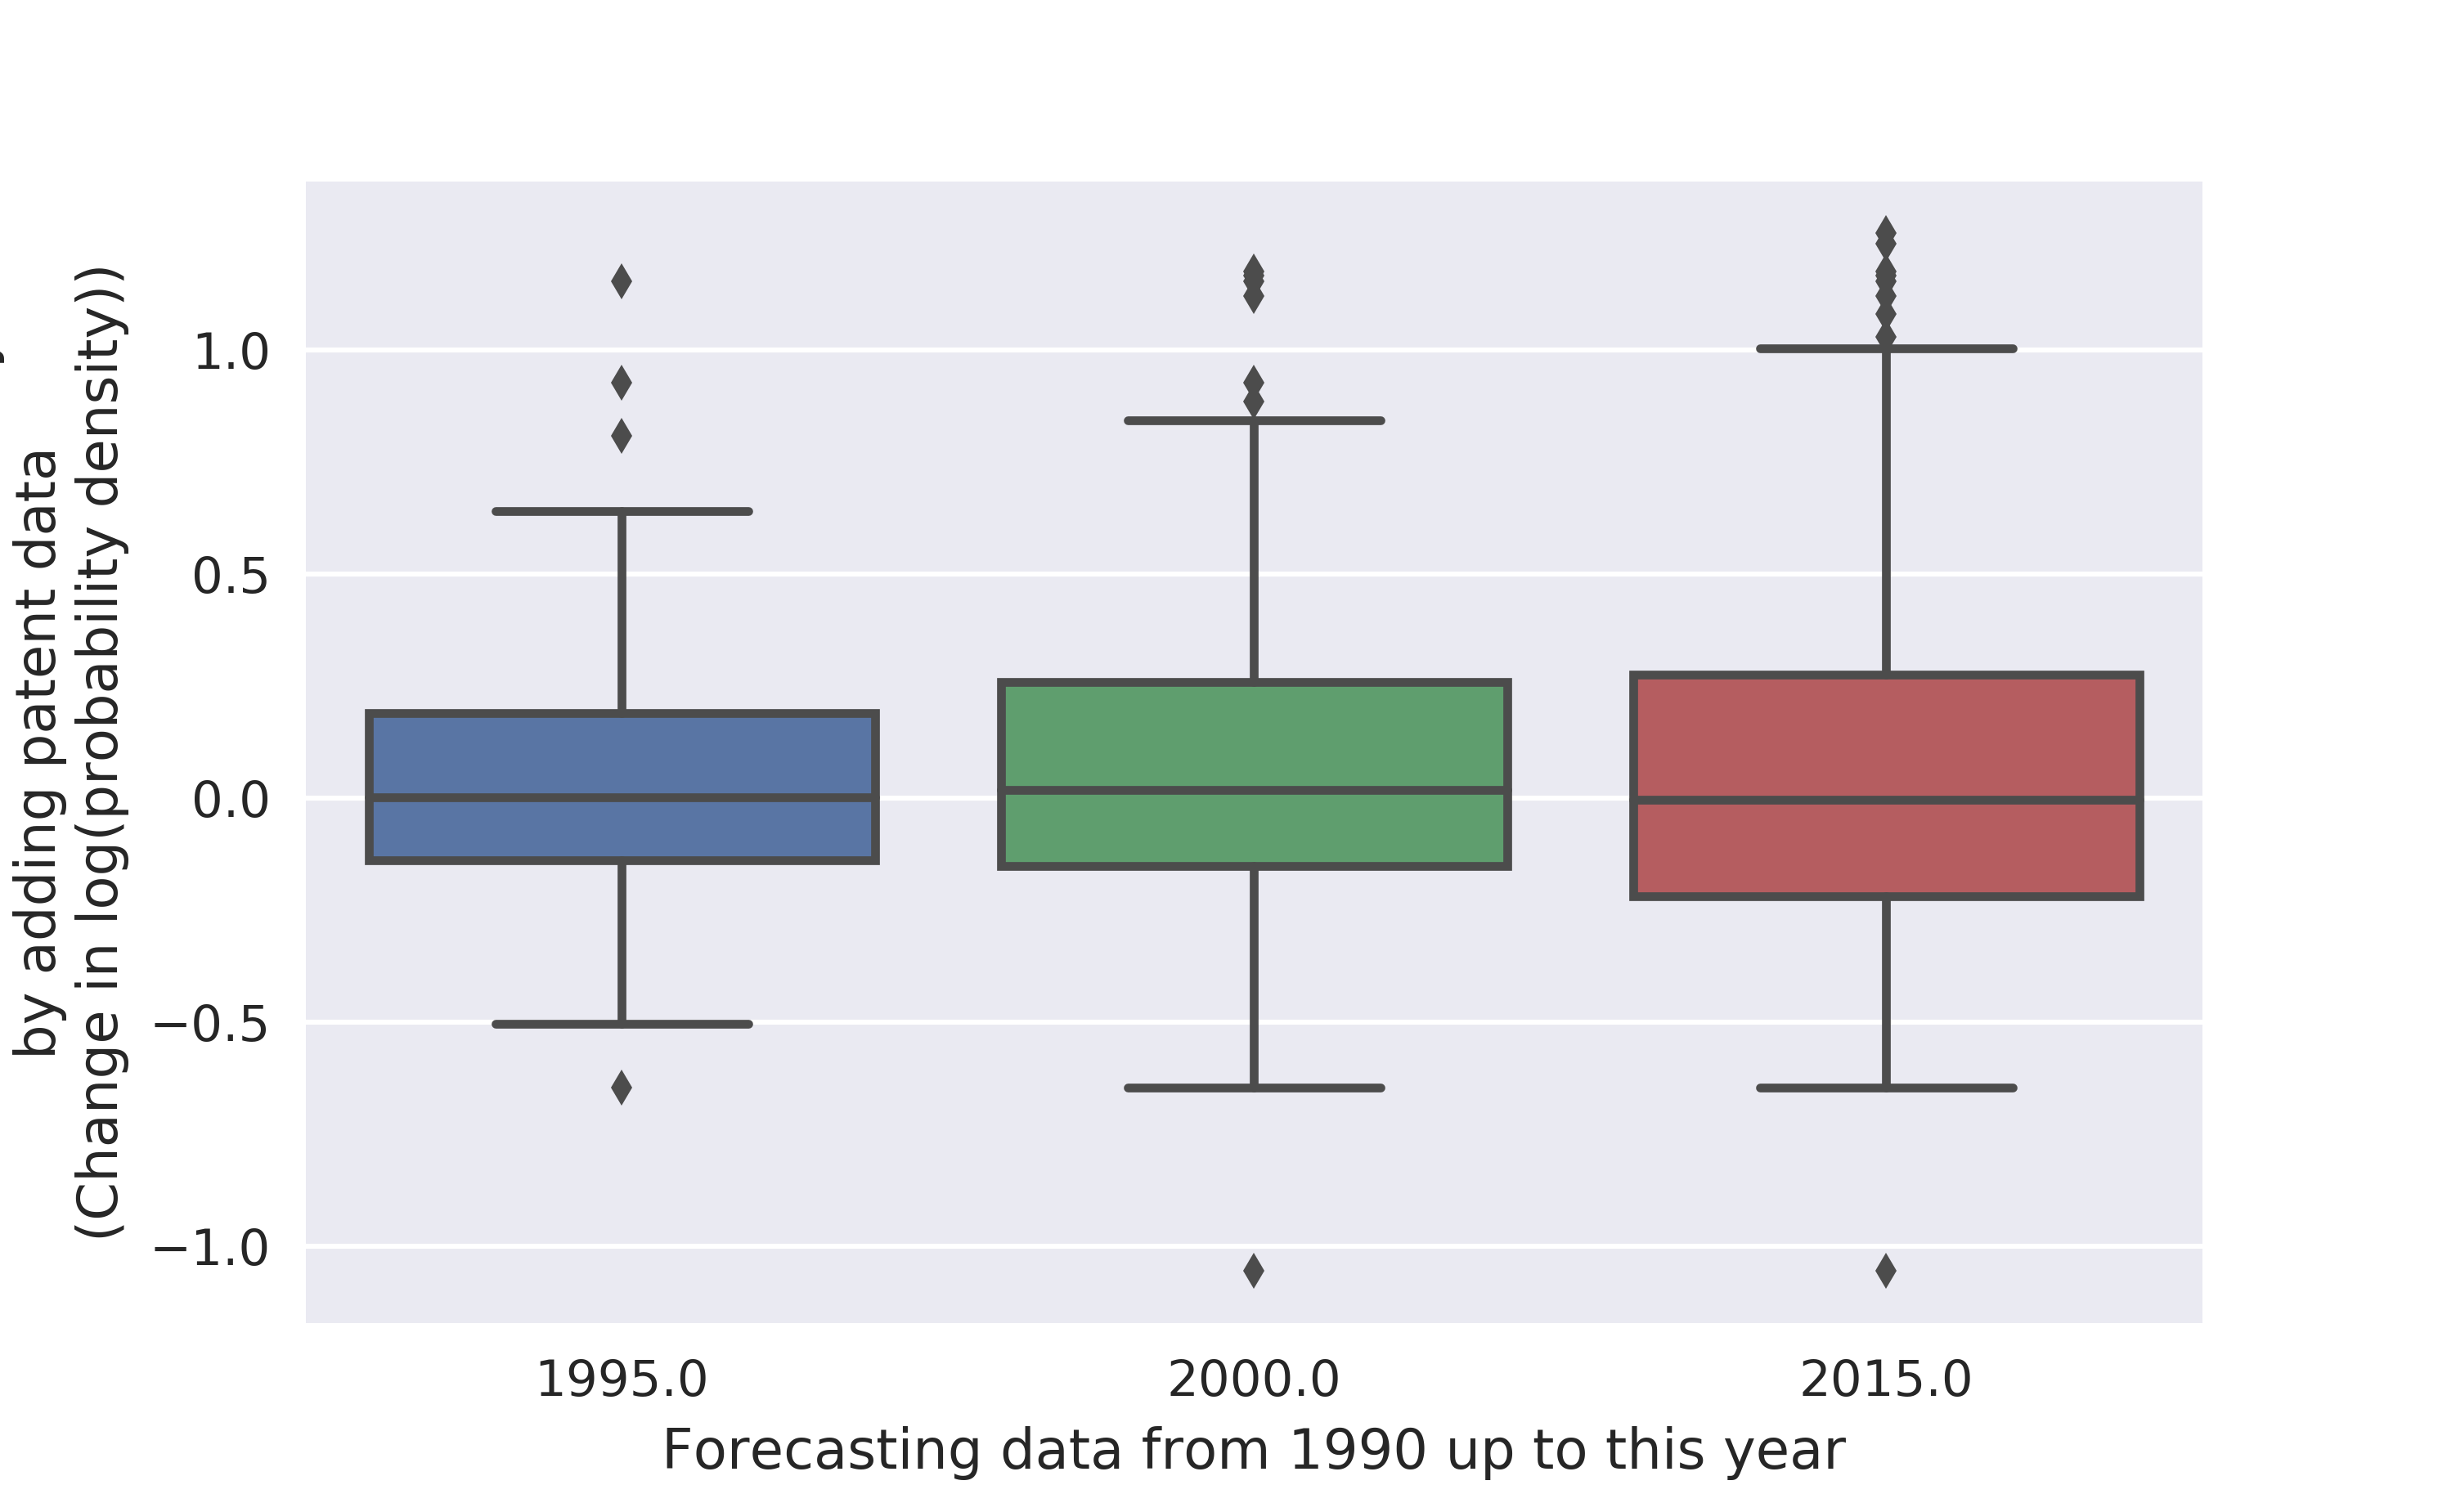 by adding patent data
(Change in log(probability density))
1.0
0.5
0.0
−0.5
−1.0
1995.0
2000.0
2015.0
Forecasting data from 1990 up to this year